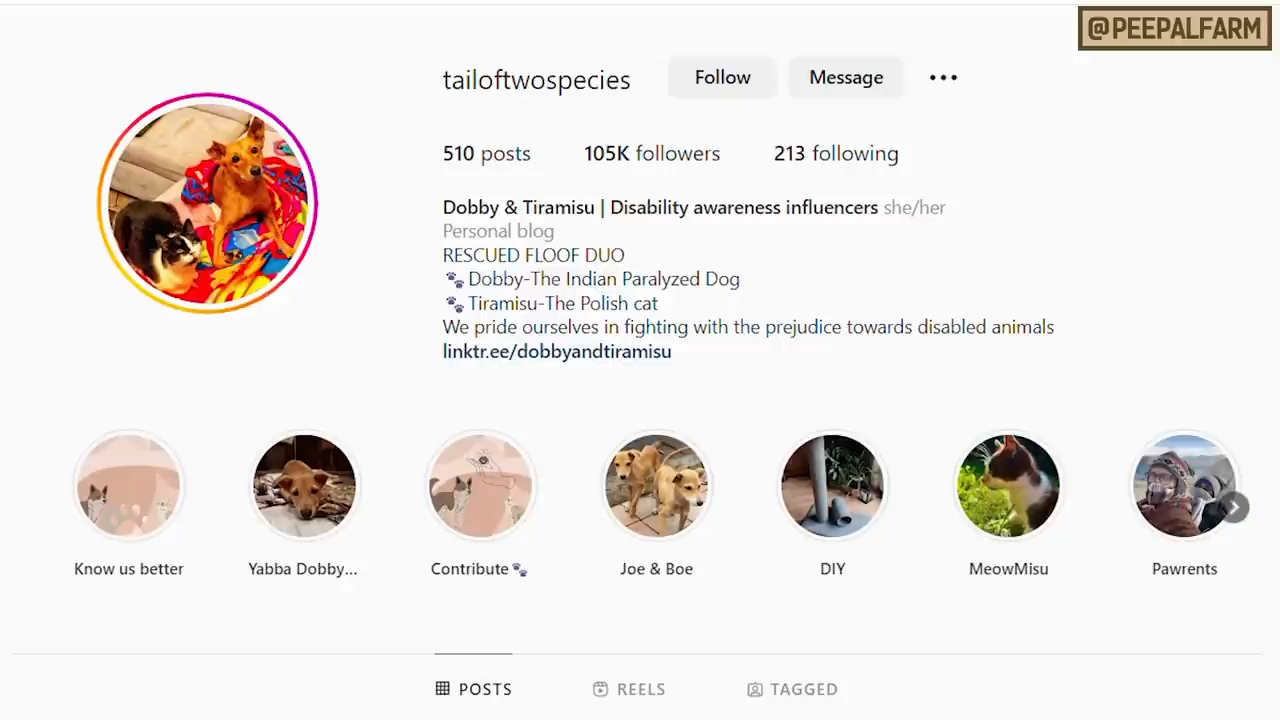 @PEEPALFARM
tailoftwospecies Follow Message
510 posts 105K followers 213 following
Dobby & Tiramisu | Disability awareness influencers she/her
Personal blog
RESCUED FLOOF DUO
🐾 Dobby-The Indian Paralyzed Dog
🐾 Tiramisu-The Polish cat
We pride ourselves in fighting with the prejudice towards disabled animals
linktr.ee/dobbyandtiramisu
Know us better Yabba Dobby... Contribute 🐾 Joe & Boe DIY MeowMisu Pawrents
POSTS REELS TAGGED